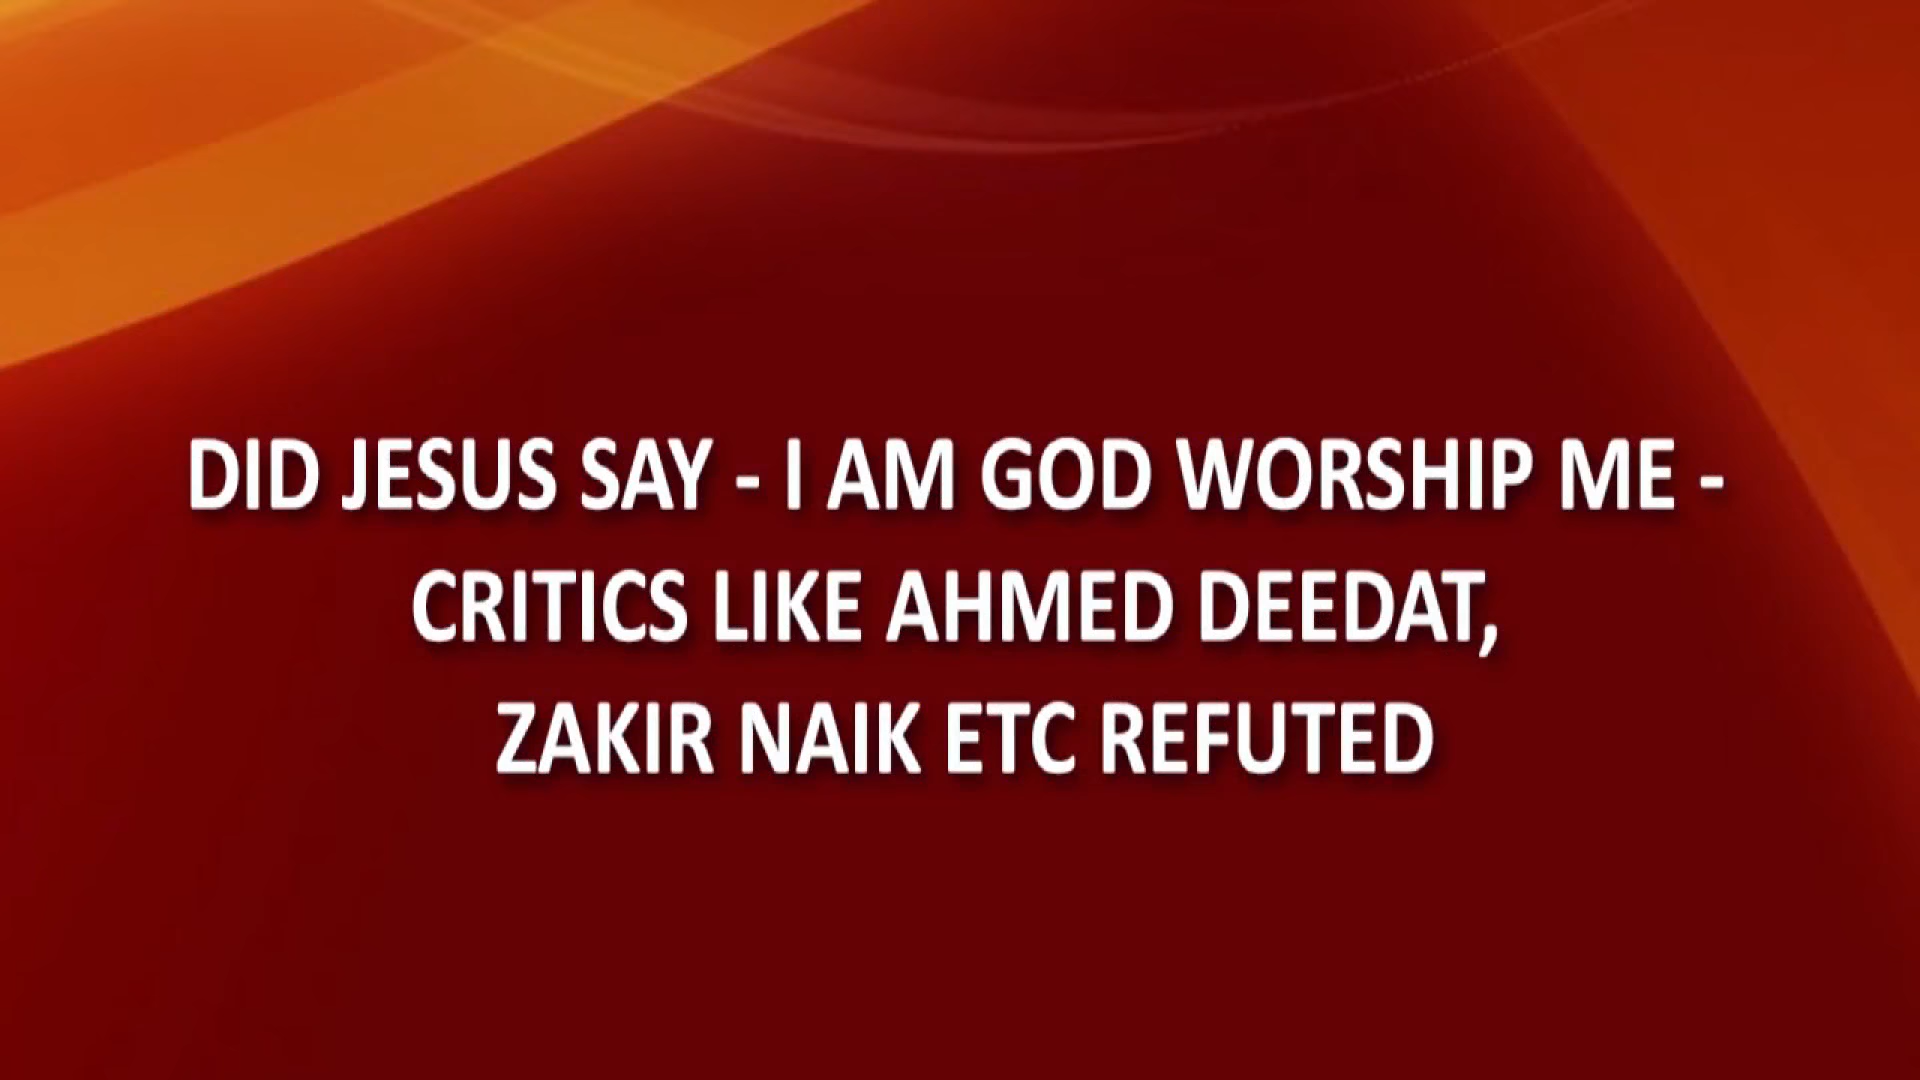 DID JESUS SAY - I AM GOD WORSHIP ME -
CRITICS LIKE AHMED DEEDAT,
ZAKIR NAIK ETC REFUTED